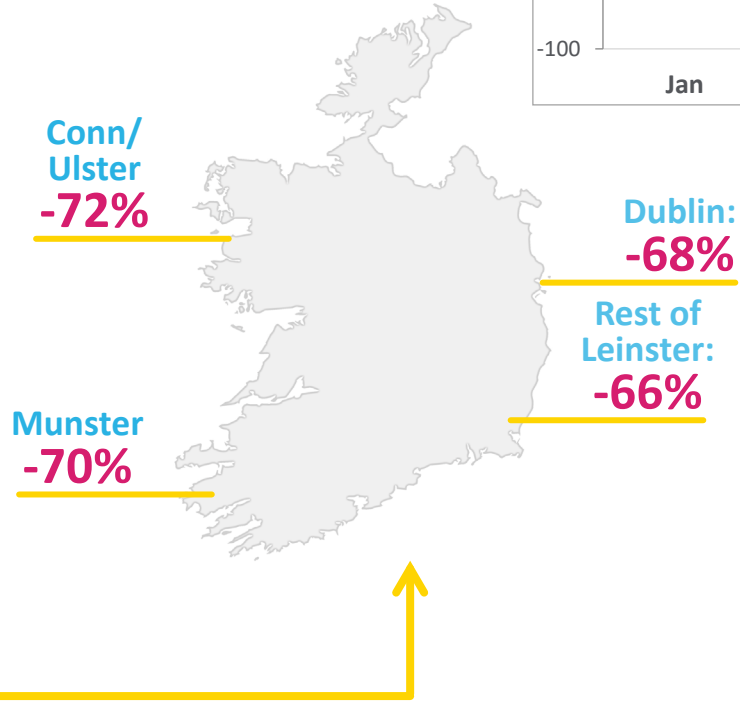 -100
Jan
Conn/
Ulster
-72%
Dublin:
-68%
Rest of
Leinster:
-66%
Munster
-70%